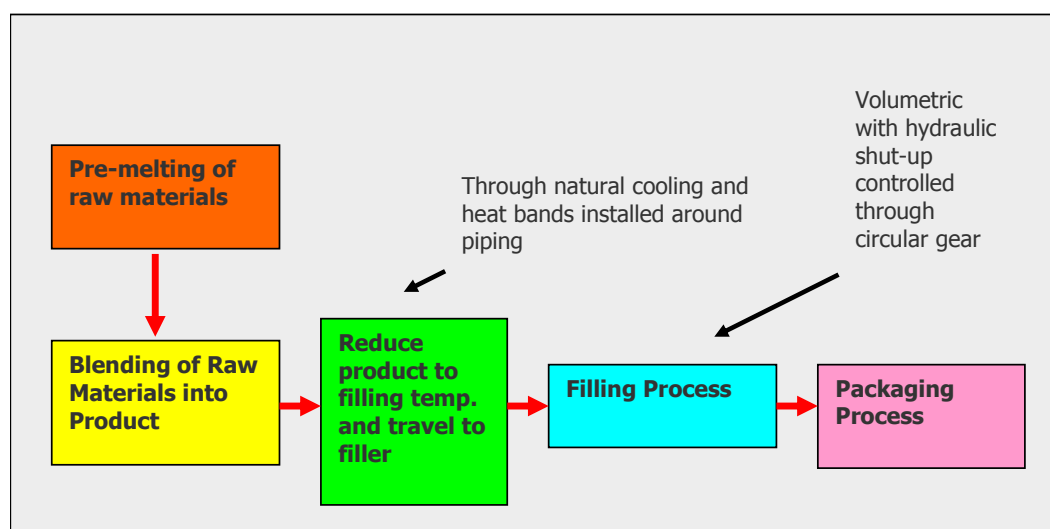 Pre-melting of
raw materials
Through natural cooling and
heat bands installed around
piping
Volumetric
with hydraulic
shut-up
controlled
through
circular gear
Blending of Raw
Materials into
Product
Reduce
product to
filling temp.
and travel to
filler
Filling Process
Packaging
Process